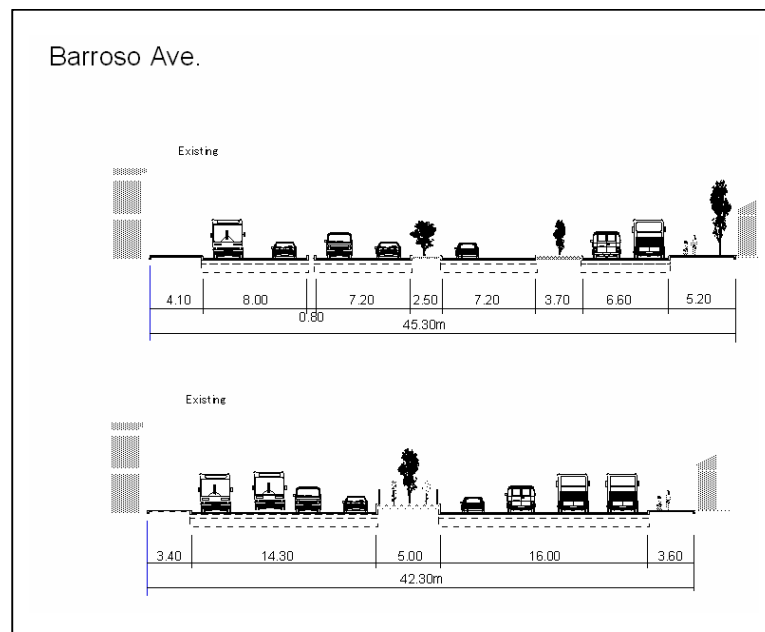 Barroso Ave.
Existing
4.10 8.00 0.80 7.20 2.50 7.20 3.70 6.60 5.20
45.30m
Existing
3.40 14.30 5.00 16.00 3.60
42.30m